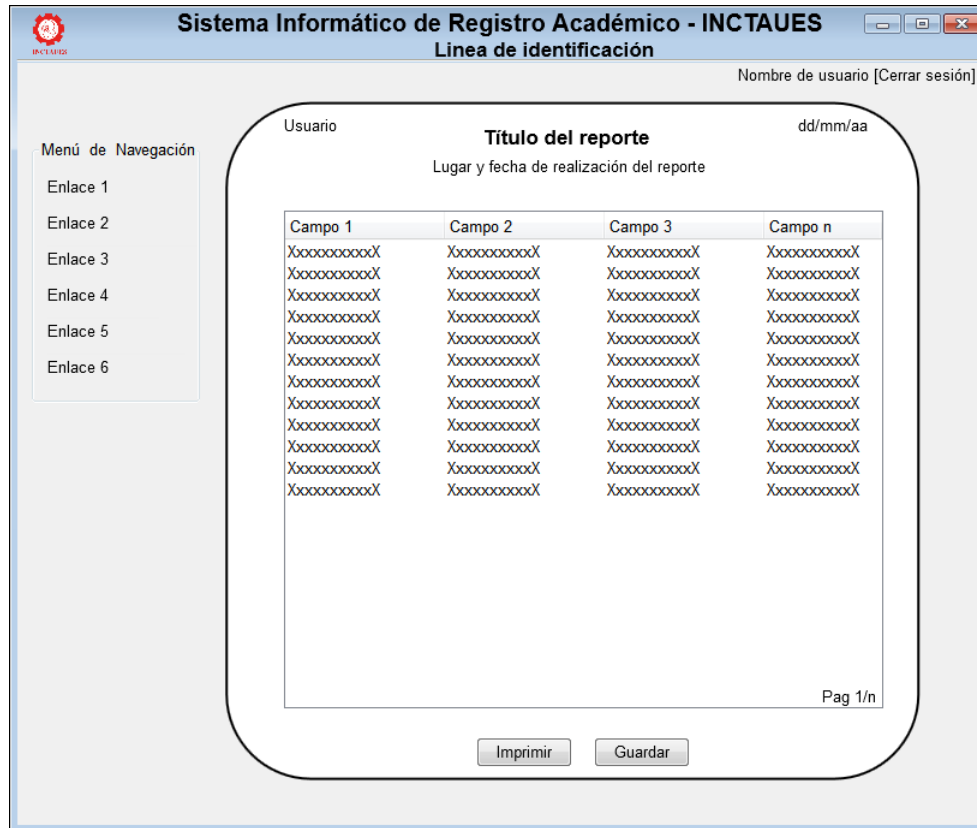 Sistema Informático de Registro Académico - INCTAUES
Linea de identificación
INCTAUES
Nombre de usuario [Cerrar sesión]
Menú de Navegación
Enlace 1
Enlace 2
Enlace 3
Enlace 4
Enlace 5
Enlace 6
Usuario
dd/mm/aa
Título del reporte
Lugar y fecha de realización del reporte
Campo 1 Campo 2 Campo 3 Campo n
XxxxxxxxxxX XxxxxxxxxxX XxxxxxxxxxX XxxxxxxxxxX
XxxxxxxxxxX XxxxxxxxxxX XxxxxxxxxxX XxxxxxxxxxX
XxxxxxxxxxX XxxxxxxxxxX XxxxxxxxxxX XxxxxxxxxxX
XxxxxxxxxxX XxxxxxxxxxX XxxxxxxxxxX XxxxxxxxxxX
XxxxxxxxxxX XxxxxxxxxxX XxxxxxxxxxX XxxxxxxxxxX
XxxxxxxxxxX XxxxxxxxxxX XxxxxxxxxxX XxxxxxxxxxX
XxxxxxxxxxX XxxxxxxxxxX XxxxxxxxxxX XxxxxxxxxxX
XxxxxxxxxxX XxxxxxxxxxX XxxxxxxxxxX XxxxxxxxxxX
XxxxxxxxxxX XxxxxxxxxxX XxxxxxxxxxX XxxxxxxxxxX
XxxxxxxxxxX XxxxxxxxxxX XxxxxxxxxxX XxxxxxxxxxX
XxxxxxxxxxX XxxxxxxxxxX XxxxxxxxxxX XxxxxxxxxxX
XxxxxxxxxxX XxxxxxxxxxX XxxxxxxxxxX XxxxxxxxxxX
Pag 1/n
Imprimir Guardar